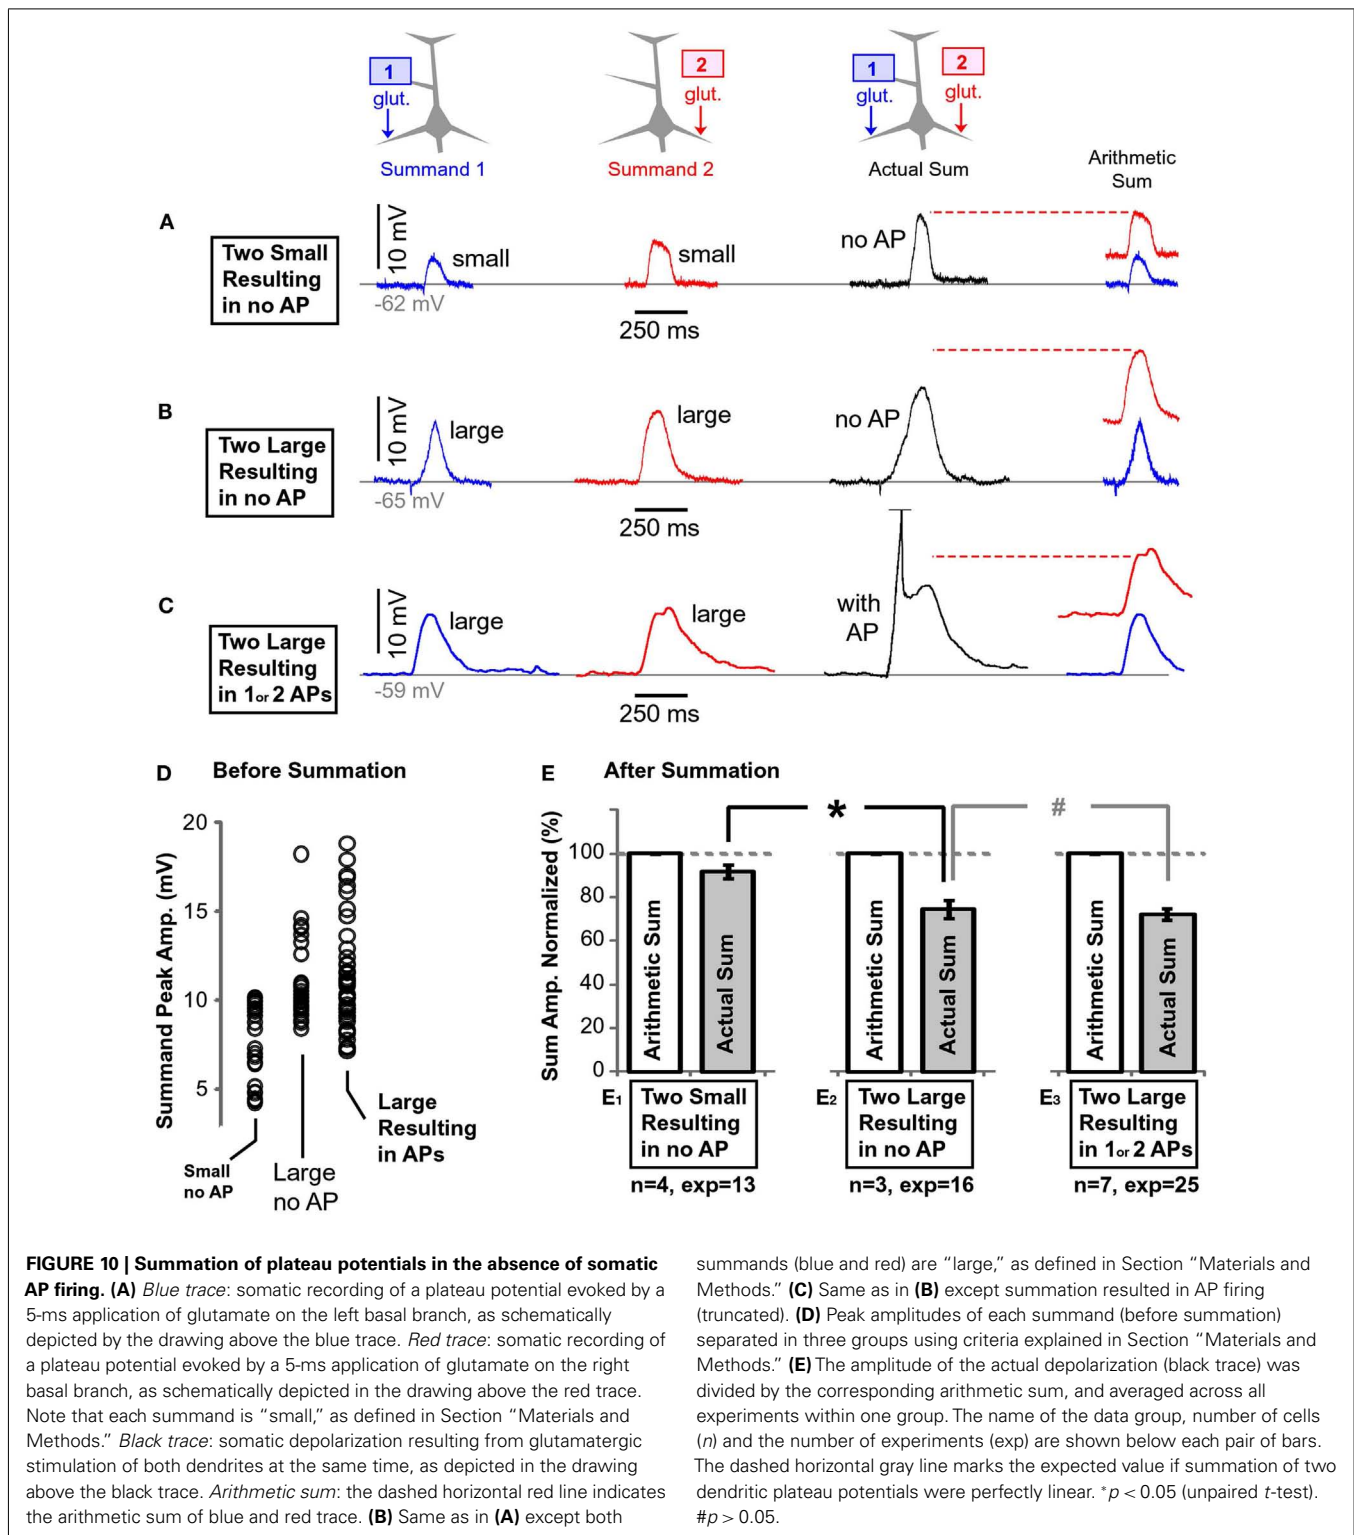 1
glut.
Summand 1
2
glut.
Summand 2
1
glut.
2
glut.
Actual Sum
Arithmetic
Sum
A
Two Small
Resulting
in no AP
10 mV
-62 mV
small
small
250 ms
no AP
B
Two Large
Resulting
in no AP
10 mV
-65 mV
large
large
250 ms
no AP
C
Two Large
Resulting
in 1 or 2 APs
10 mV
-59 mV
large
large
250 ms
with
AP
D Before Summation
Summand Peak Amp. (mV)
20
15
10
5
Small
no AP
Large
no AP
Large
Resulting
in APs
E After Summation
Sum Amp. Normalized (%)
100
80
60
40
20
0
Arithmetic Sum
Actual Sum
*
Arithmetic Sum
Actual Sum
#
Arithmetic Sum
Actual Sum
E1
Two Small
Resulting
in no AP
n=4, exp=13
E2
Two Large
Resulting
in no AP
n=3, exp=16
E3
Two Large
Resulting
in 1 or 2 APs
n=7, exp=25
FIGURE 10 | Summation of plateau potentials in the absence of somatic
AP firing. (A) Blue trace: somatic recording of a plateau potential evoked by a
5-ms application of glutamate on the left basal branch, as schematically
depicted by the drawing above the blue trace. Red trace: somatic recording of
a plateau potential evoked by a 5-ms application of glutamate on the right
basal branch, as schematically depicted in the drawing above the red trace.
Note that each summand is “small,” as defined in Section “Materials and
Methods.” Black trace: somatic depolarization resulting from glutamatergic
stimulation of both dendrites at the same time, as depicted in the drawing
above the black trace. Arithmetic sum: the dashed horizontal red line indicates
the arithmetic sum of blue and red trace. (B) Same as in (A) except both
summands (blue and red) are “large,” as defined in Section “Materials and
Methods.” (C) Same as in (B) except summation resulted in AP firing
(truncated). (D) Peak amplitudes of each summand (before summation)
separated in three groups using criteria explained in Section “Materials and
Methods.” (E) The amplitude of the actual depolarization (black trace) was
divided by the corresponding arithmetic sum, and averaged across all
experiments within one group. The name of the data group, number of cells
(n) and the number of experiments (exp) are shown below each pair of bars.
The dashed horizontal gray line marks the expected value if summation of two
dendritic plateau potentials were perfectly linear. *p < 0.05 (unpaired t-test).
#p > 0.05.